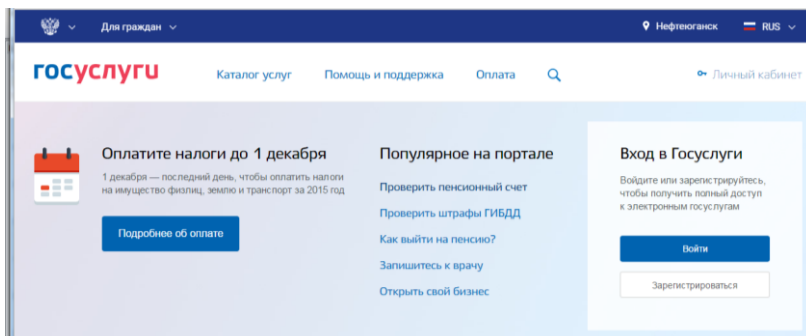 Для граждан
Нефтеюганск
RUS
госуслуги
Каталог услуг
Помощь и поддержка
Оплата
Личный кабинет
Оплатите налоги до 1 декабря
1 декабря — последний день, чтобы оплатить налоги
на имущество физлиц, землю и транспорт за 2015 год
Подробнее об оплате
Популярное на портале
Проверить пенсионный счет
Проверить штрафы ГИБДД
Как выйти на пенсию?
Запишитесь к врачу
Открыть свой бизнес
Вход в Госуслуги
Войдите или зарегистрируйтесь,
чтобы получить полный доступ
к электронным госуслугам
Войти
Зарегистрироваться